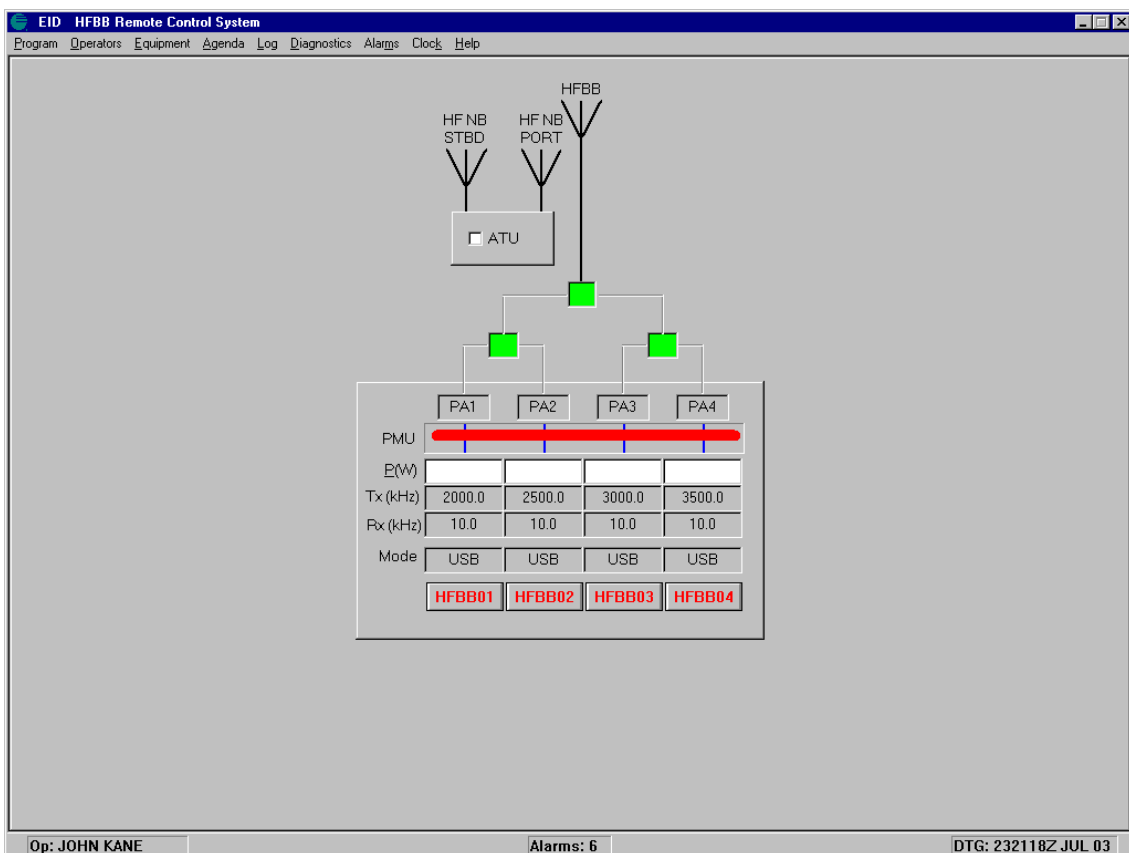 EID HFBB Remote Control System
Program Operators Equipment Agenda Log Diagnostics Alarms Clock Help
HFBB
HF NB STBD
HF NB PORT
ATU
PA1 PA2 PA3 PA4
PMU
P(W)
Tx (kHz) 2000.0 2500.0 3000.0 3500.0
Rx (kHz) 10.0 10.0 10.0 10.0
Mode USB USB USB USB
HFBB01 HFBB02 HFBB03 HFBB04
Op: JOHN KANE Alarms: 6 DTG: 232118Z JUL 03